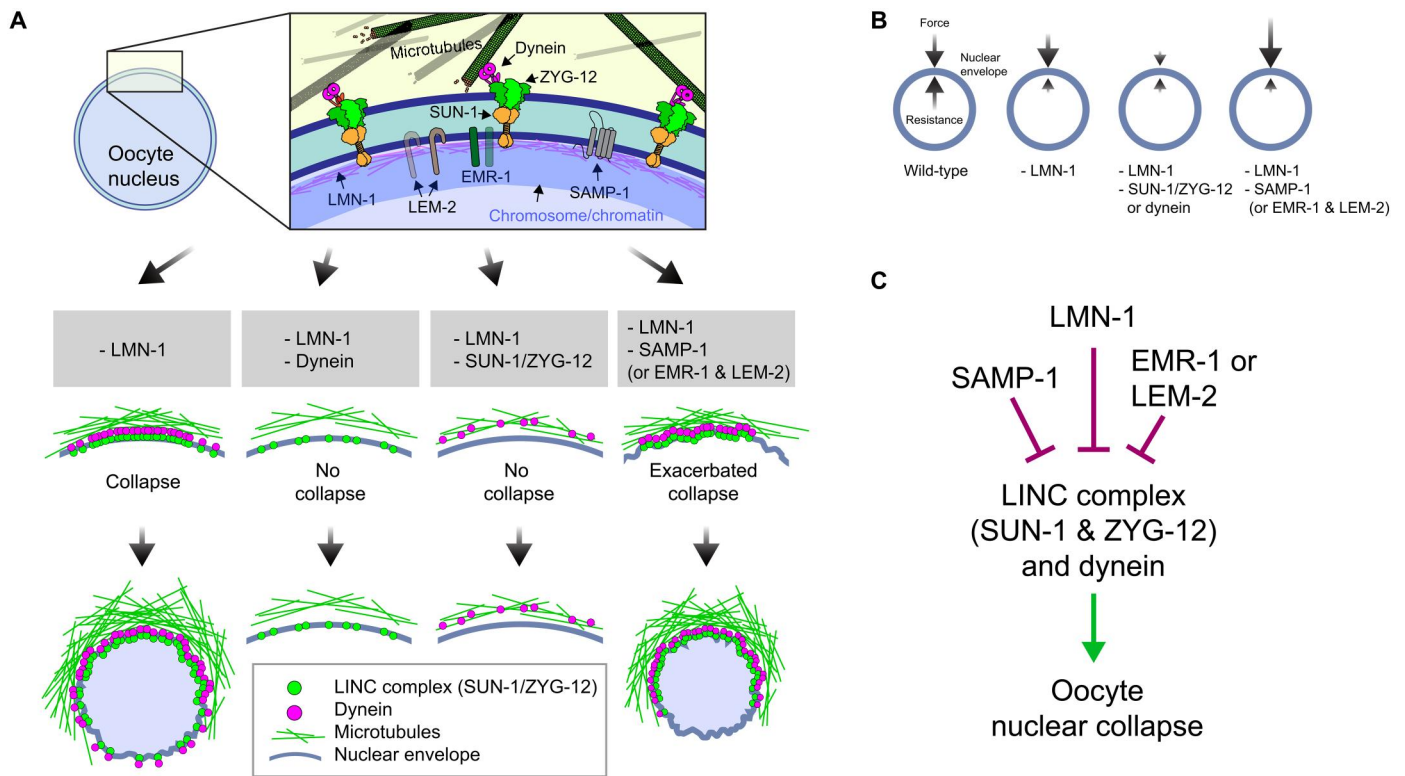 A
Oocyte
nucleus
Microtubules
Dynein
ZYG-12
SUN-1
LMN-1
LEM-2
EMR-1
SAMP-1
Chromosome/chromatin
- LMN-1
- LMN-1
- Dynein
- LMN-1
- SUN-1/ZYG-12
- LMN-1
- SAMP-1
(or EMR-1 & LEM-2)
Collapse
No
collapse
No
collapse
Exacerbated
collapse
LINC complex (SUN-1/ZYG-12)
Dynein
Microtubules
Nuclear envelope
B
Force
Nuclear
envelope
Resistance
Wild-type
- LMN-1
- LMN-1
- SUN-1/ZYG-12
or dynein
- LMN-1
- SAMP-1
(or EMR-1 & LEM-2)
C
LMN-1
SAMP-1
EMR-1 or
LEM-2
LINC complex
(SUN-1 & ZYG-12)
and dynein
Oocyte
nuclear collapse